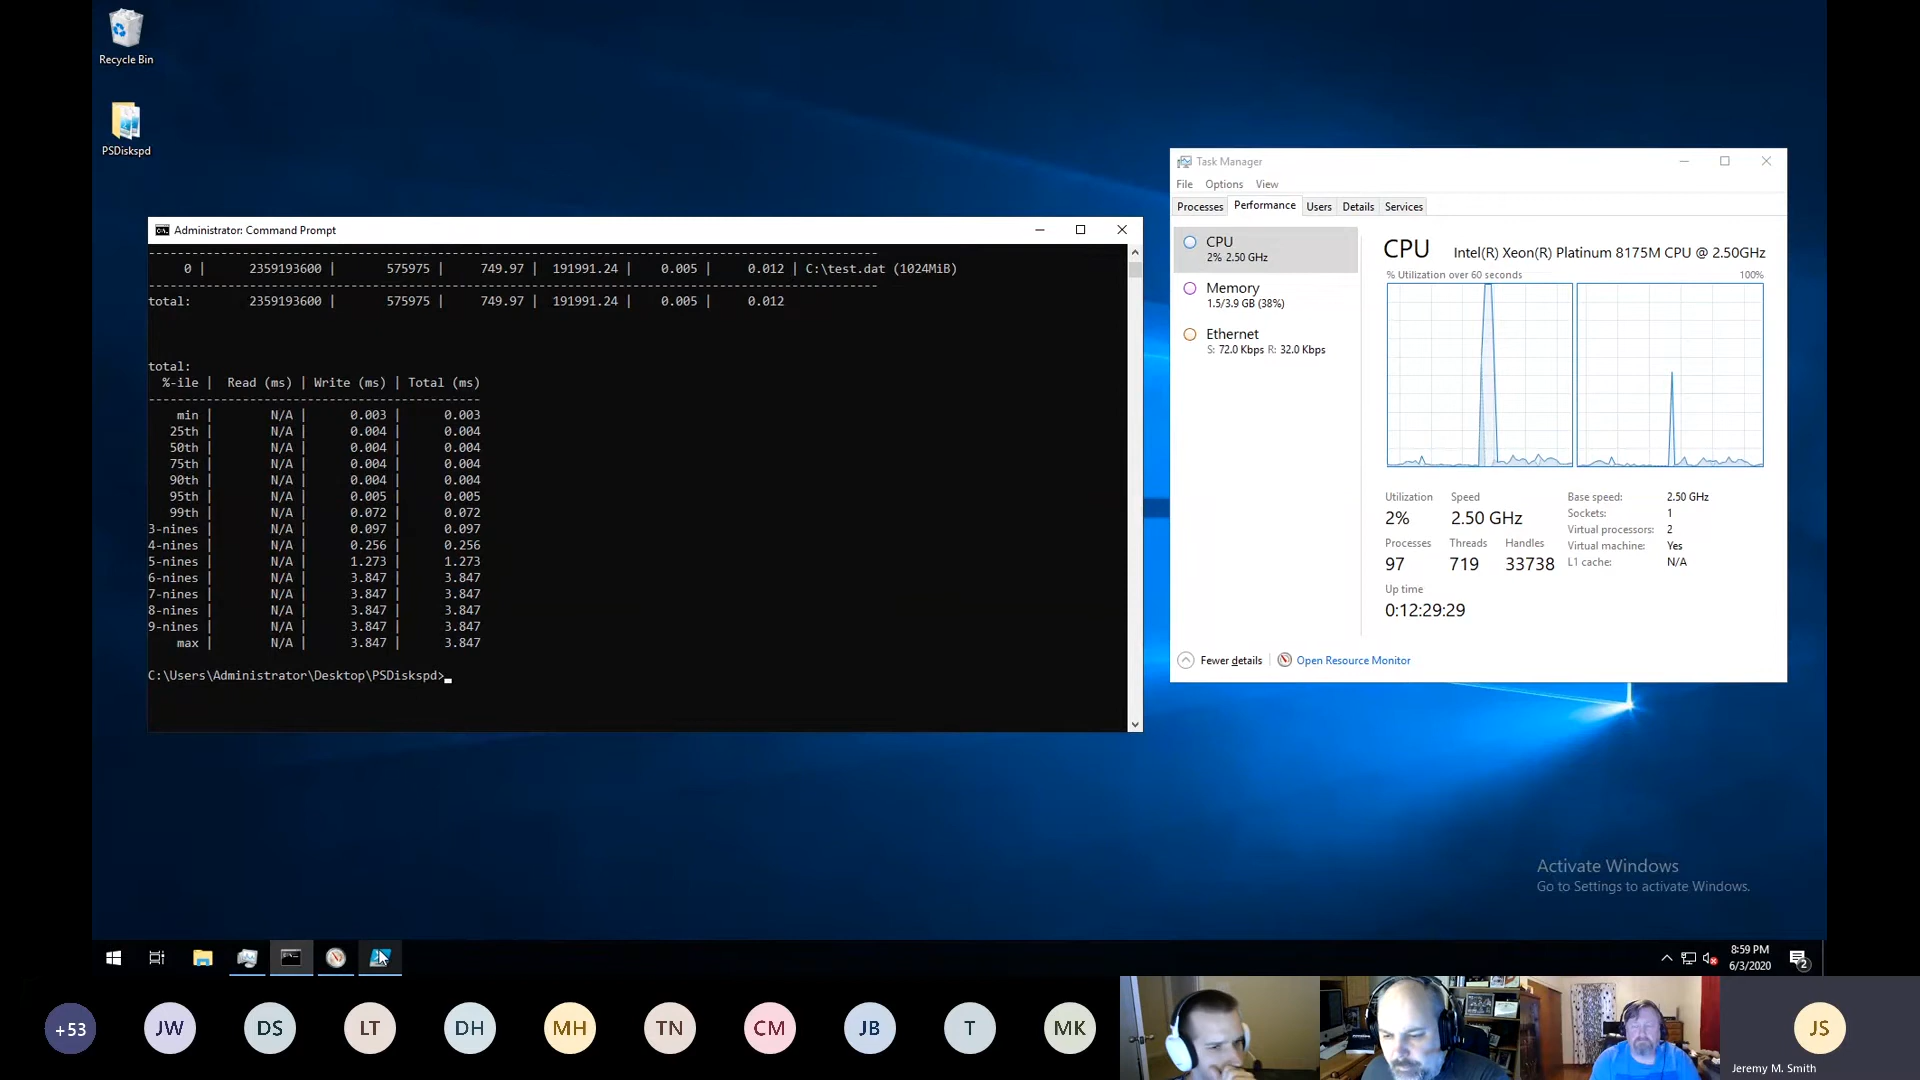 Recycle Bin
PSDiskspd
Administrator: Command Prompt
-------------------------------------------------------------------------------------------
0 | 2359193600 | 575975 | 749.97 | 191991.24 | 0.005 | 0.012 | C:\test.dat (1024MiB)
-------------------------------------------------------------------------------------------
total: 2359193600 | 575975 | 749.97 | 191991.24 | 0.005 | 0.012
total:
%-ile | Read (ms) | Write (ms) | Total (ms)
----------------------------------------------
min | N/A | 0.003 | 0.003
25th | N/A | 0.004 | 0.004
50th | N/A | 0.004 | 0.004
75th | N/A | 0.004 | 0.004
90th | N/A | 0.004 | 0.004
95th | N/A | 0.005 | 0.005
99th | N/A | 0.072 | 0.072
3-nines | N/A | 0.097 | 0.097
4-nines | N/A | 0.256 | 0.256
5-nines | N/A | 1.273 | 1.273
6-nines | N/A | 3.847 | 3.847
7-nines | N/A | 3.847 | 3.847
8-nines | N/A | 3.847 | 3.847
9-nines | N/A | 3.847 | 3.847
max | N/A | 3.847 | 3.847
C:\Users\Administrator\Desktop\PSDiskspd>_
Task Manager
File Options View
Processes Performance Users Details Services
CPU
2% 2.50 GHz
Memory
1.5/3.9 GB (38%)
Ethernet
S: 72.0 Kbps R: 32.0 Kbps
CPU Intel(R) Xeon(R) Platinum 8175M CPU @ 2.50GHz
% Utilization over 60 seconds 100%
Utilization Speed
2% 2.50 GHz
Processes Threads Handles
97 719 33738
Up time
0:12:29:29
Base speed: 2.50 GHz
Sockets: 1
Virtual processors: 2
Virtual machine: Yes
L1 cache: N/A
Fewer details Open Resource Monitor
Activate Windows
Go to Settings to activate Windows.
8:59 PM
6/3/2020
2
+53 JW DS LT DH MH TN CM JB T MK JS
Jeremy M. Smith